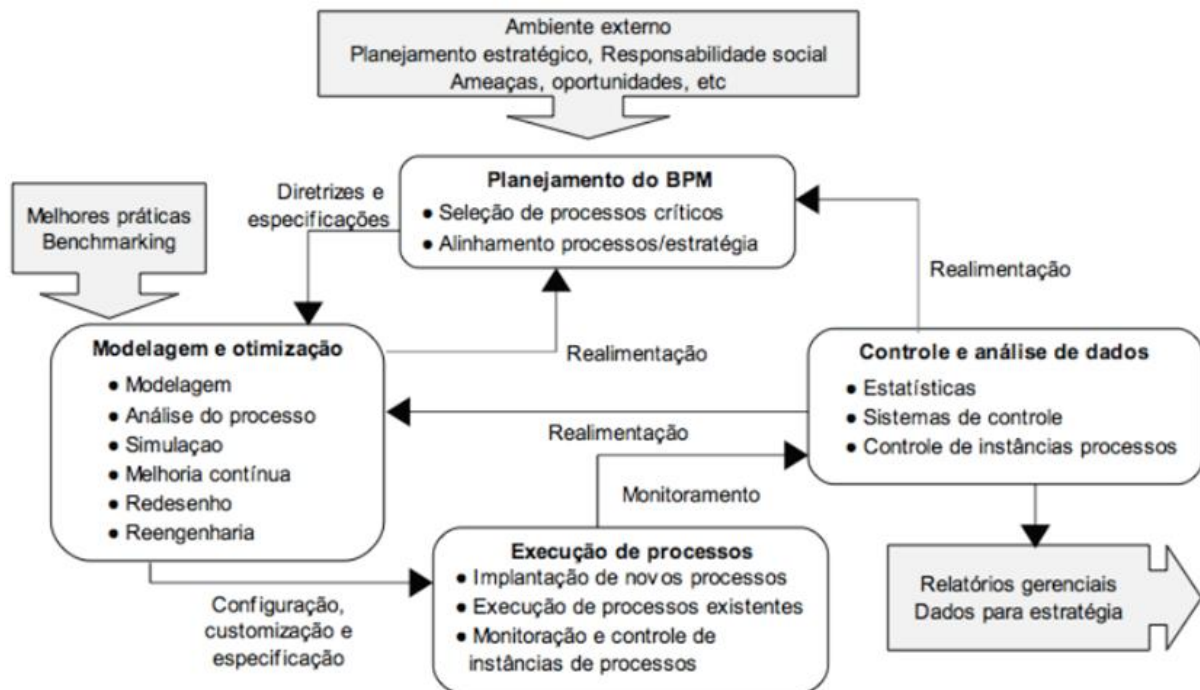 Ambiente externo
Planejamento estratégico, Responsabilidade social
Ameaças, oportunidades, etc
Planejamento do BPM
● Seleção de processos críticos
● Alinhamento processos/estratégia
Diretrizes e
especificações
Melhores práticas
Benchmarking
Realimentação
Modelagem e otimização
● Modelagem
● Análise do processo
● Simulaçao
● Melhoria contínua
● Redesenho
● Reengenharia
Realimentação
Controle e análise de dados
● Estatísticas
● Sistemas de controle
● Controle de instâncias processos
Realimentação
Monitoramento
Execução de processos
● Implantação de novos processos
● Execução de processos existentes
● Monitoração e controle de
instâncias de processos
Configuração,
customização e
especificação
Relatórios gerenciais
Dados para estratégia